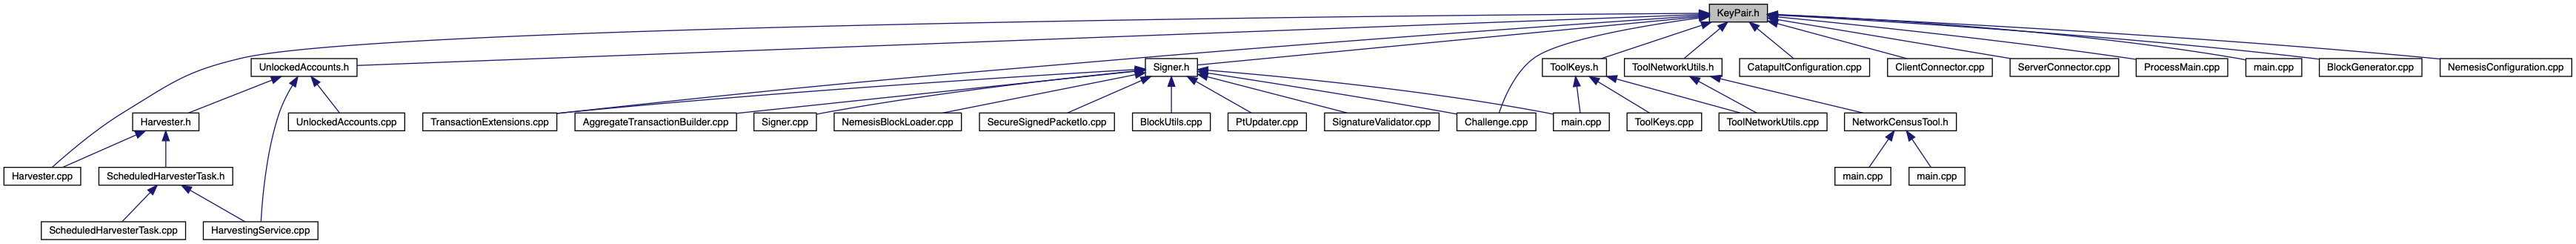 KeyPair.h
UnlockedAccounts.h
Signer.h
ToolKeys.h
ToolNetworkUtils.h
CatapultConfiguration.cpp
ClientConnector.cpp
ServerConnector.cpp
ProcessMain.cpp
main.cpp
BlockGenerator.cpp
NemesisConfiguration.cpp
Harvester.h
UnlockedAccounts.cpp
TransactionExtensions.cpp
AggregateTransactionBuilder.cpp
Signer.cpp
NemesisBlockLoader.cpp
SecureSignedPacketIo.cpp
BlockUtils.cpp
PtUpdater.cpp
SignatureValidator.cpp
Challenge.cpp
main.cpp
ToolKeys.cpp
ToolNetworkUtils.cpp
NetworkCensusTool.h
Harvester.cpp
ScheduledHarvesterTask.h
main.cpp
main.cpp
ScheduledHarvesterTask.cpp
HarvestingService.cpp